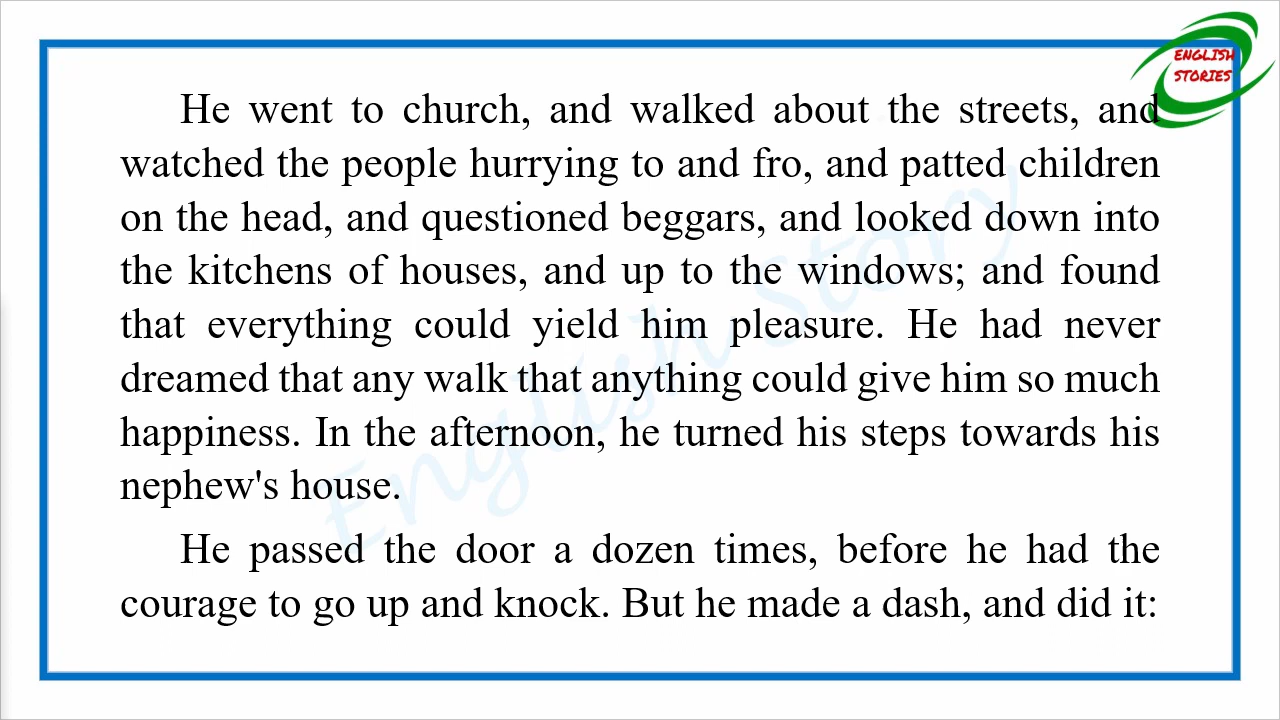 ENGLISH
STORIES
He went to church, and walked about the streets, and
watched the people hurrying to and fro, and patted children
on the head, and questioned beggars, and looked down into
the kitchens of houses, and up to the windows; and found
that everything could yield him pleasure. He had never
dreamed that any walk that anything could give him so much
happiness. In the afternoon, he turned his steps towards his
nephew's house.
He passed the door a dozen times, before he had the
courage to go up and knock. But he made a dash, and did it:
English Story